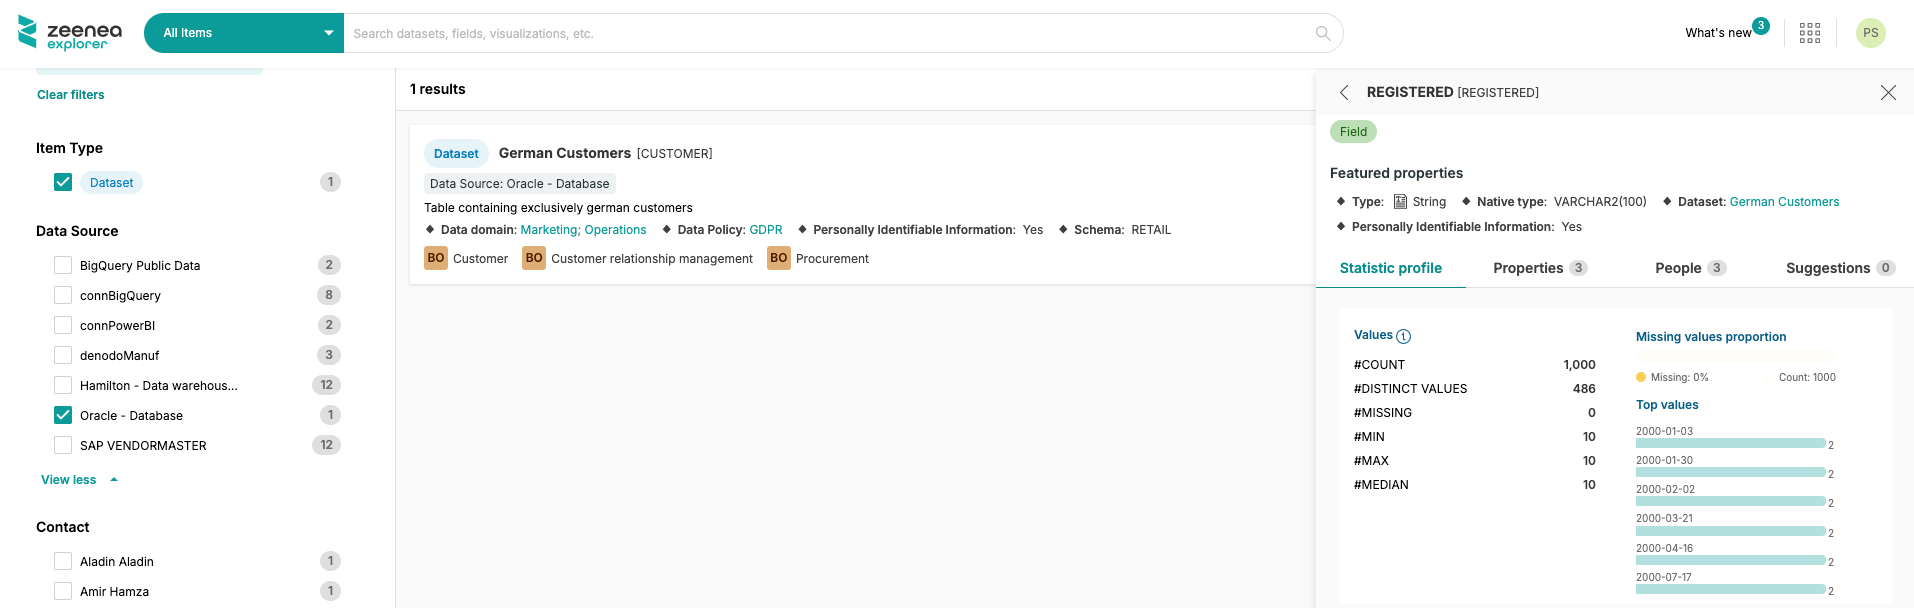 zeenea
explorer
All Items
Search datasets, fields, visualizations, etc.
What's new 3
PS
Clear filters
Item Type
Dataset 1
Data Source
BigQuery Public Data 2
connBigQuery 8
connPowerBI 2
denodoManuf 3
Hamilton - Data warehous... 12
Oracle - Database 1
SAP VENDORMASTER 12
View less
Contact
Aladin Aladin 1
Amir Hamza 1
1 results
Dataset German Customers [CUSTOMER]
Data Source: Oracle - Database
Table containing exclusively german customers
Data domain: Marketing; Operations Data Policy: GDPR Personally Identifiable Information: Yes Schema: RETAIL
BO Customer BO Customer relationship management BO Procurement
REGISTERED [REGISTERED]
Field
Featured properties
Type: String Native type: VARCHAR2(100) Dataset: German Customers
Personally Identifiable Information: Yes
Statistic profile Properties 3 People 3 Suggestions 0
Values
#COUNT 1,000
#DISTINCT VALUES 486
#MISSING 0
#MIN 10
#MAX 10
#MEDIAN 10
Missing values proportion
Missing: 0% Count: 1000
Top values
2000-01-03
2
2000-01-30
2
2000-02-02
2
2000-03-21
2
2000-04-16
2
2000-07-17
2